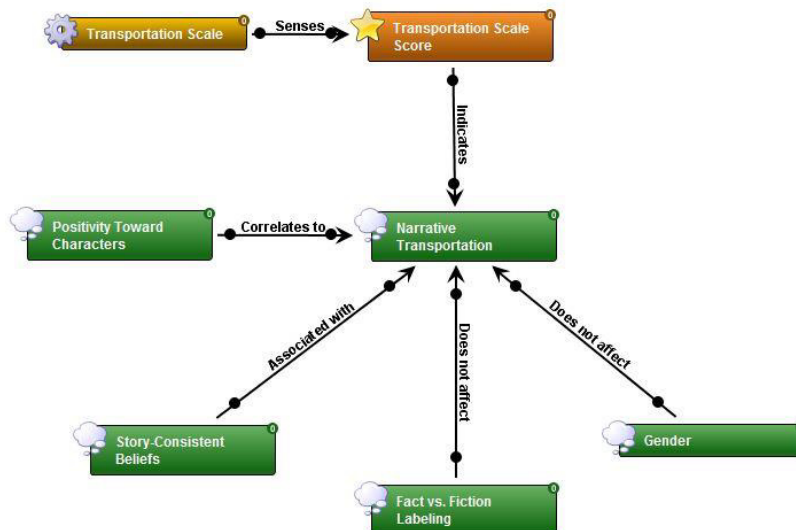 Transportation Scale
0
Senses
Transportation Scale
Score
0
Indicates
Positivity Toward
Characters
0
Correlates to
Narrative
Transportation
0
Associated with
Does not affect
Does not affect
Story-Consistent
Beliefs
0
Gender
Fact vs. Fiction
Labeling
0